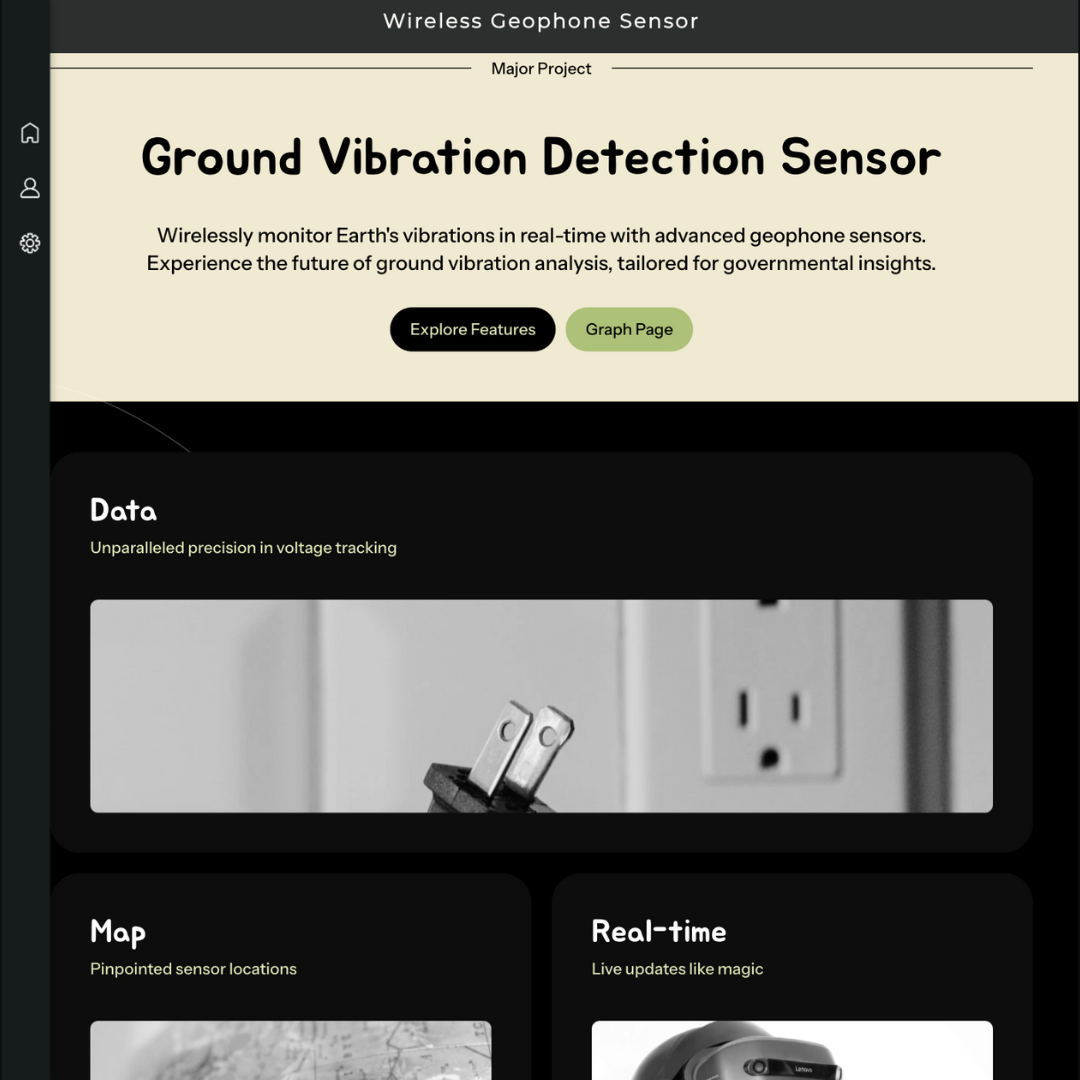 Wireless Geophone Sensor
Major Project
Ground Vibration Detection Sensor
Wirelessly monitor Earth's vibrations in real-time with advanced geophone sensors.
Experience the future of ground vibration analysis, tailored for governmental insights.
Explore Features
Graph Page
Data
Unparalleled precision in voltage tracking
Map
Pinpointed sensor locations
Real-time
Live updates like magic
Lenovo